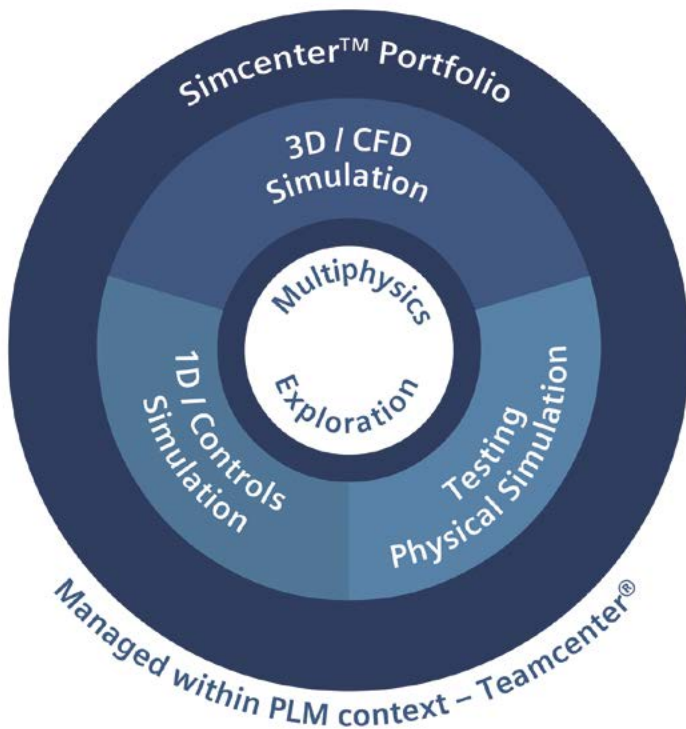 Simcenter™ Portfolio
3D / CFD
Simulation
Multiphysics
Exploration
1D / Controls
Simulation
Testing
Physical Simulation
Managed within PLM context – Teamcenter®